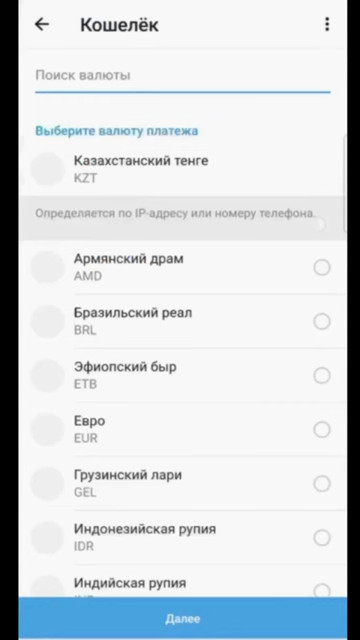 Кошелёк
Поиск валюты
Выберите валюту платежа
Казахстанский тенге
KZT
Определяется по IP-адресу или номеру телефона.
Армянский драм
AMD
Бразильский реал
BRL
Эфиопский быр
ETB
Евро
EUR
Грузинский лари
GEL
Индонезийская рупия
IDR
Индийская рупия
Далее